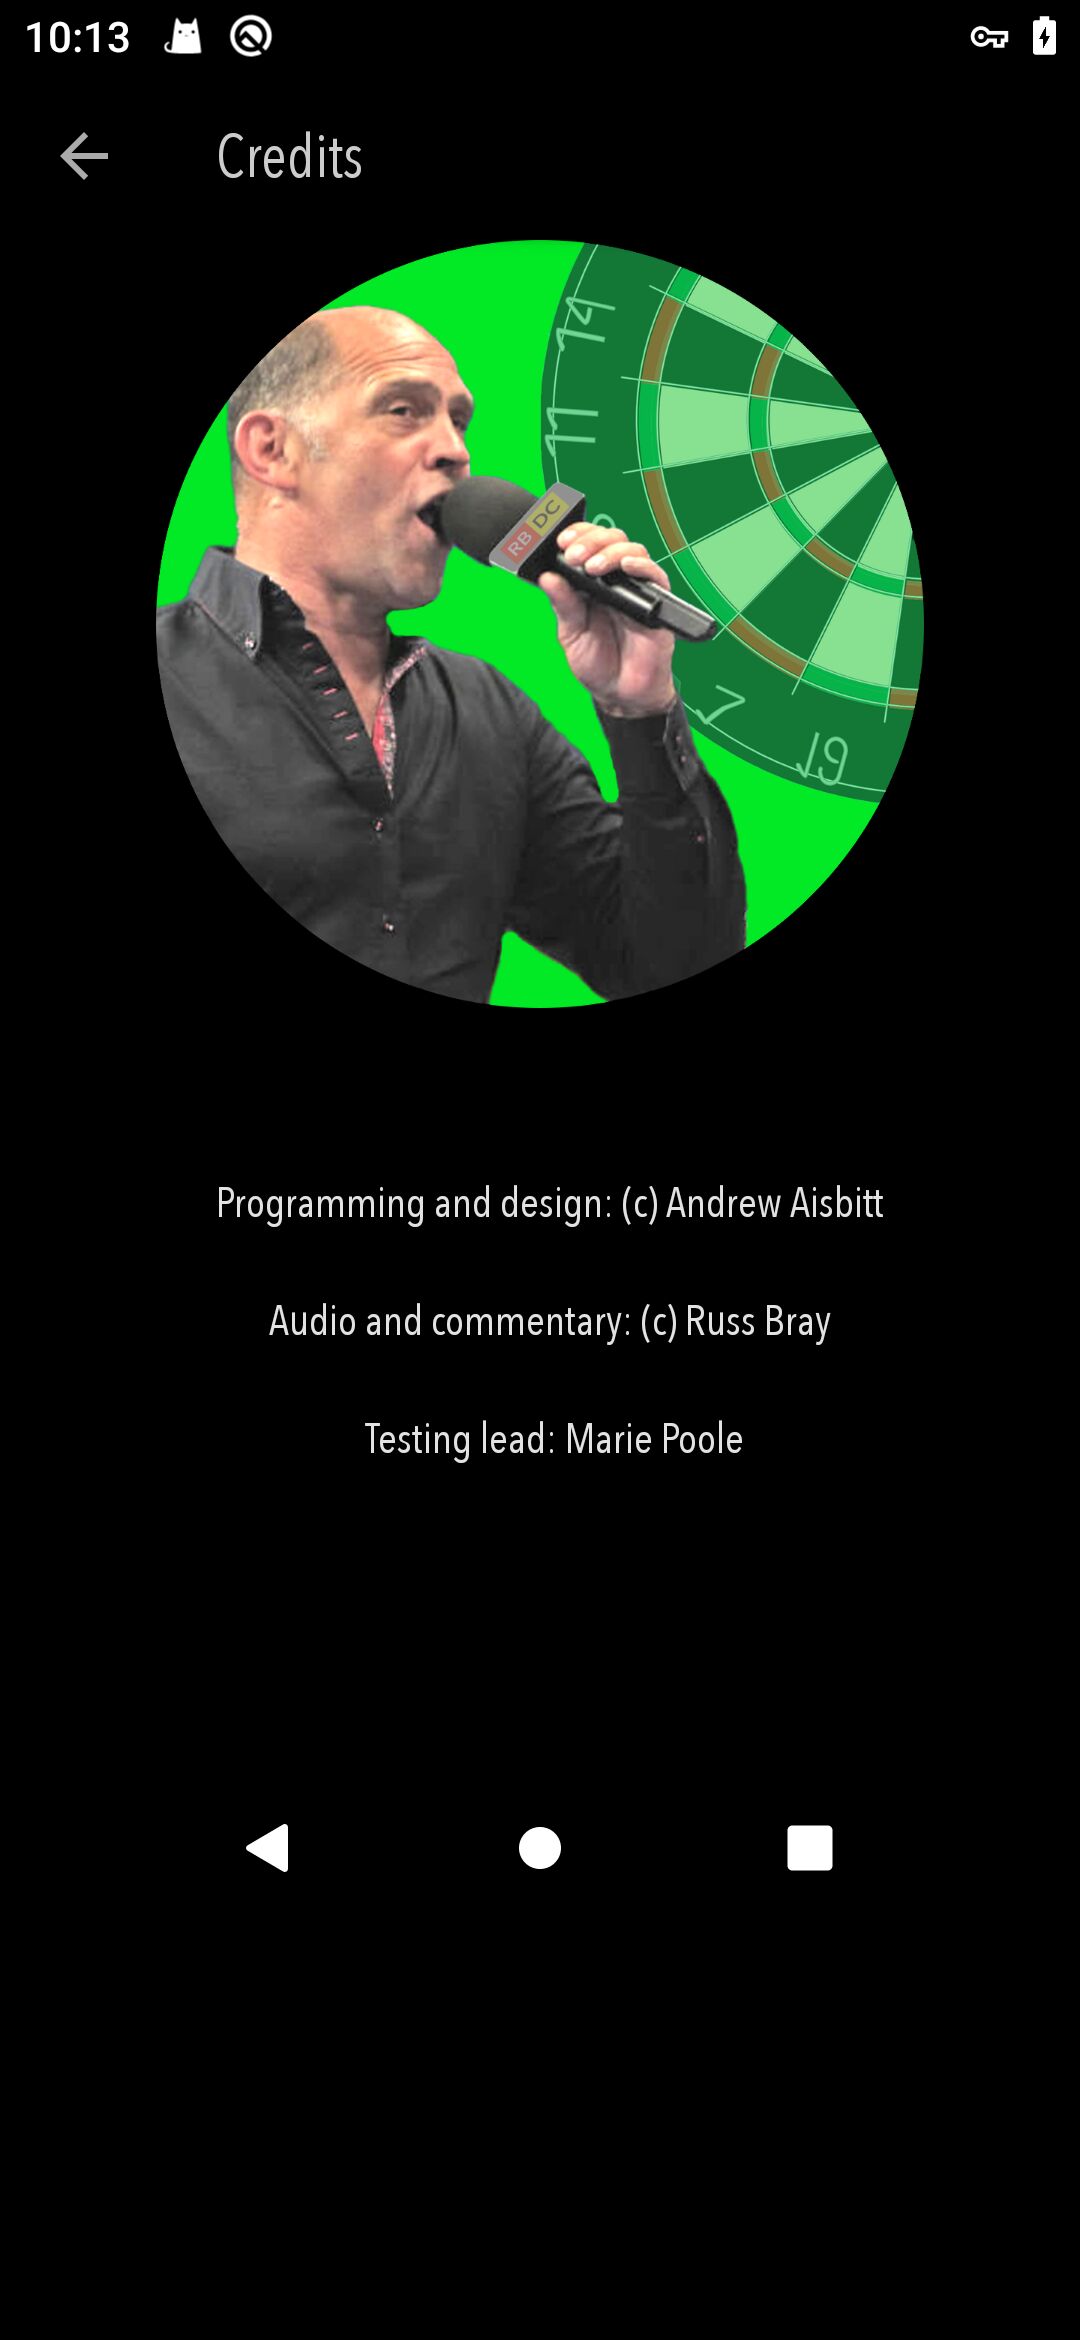 10:13
Credits
14
11
RB DC
7
19
Programming and design: (c) Andrew Aisbitt
Audio and commentary: (c) Russ Bray
Testing lead: Marie Poole